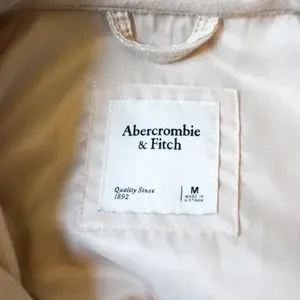 Abercrombie
& Fitch
Quality Since
1892
M
MADE IN
VIETNAM